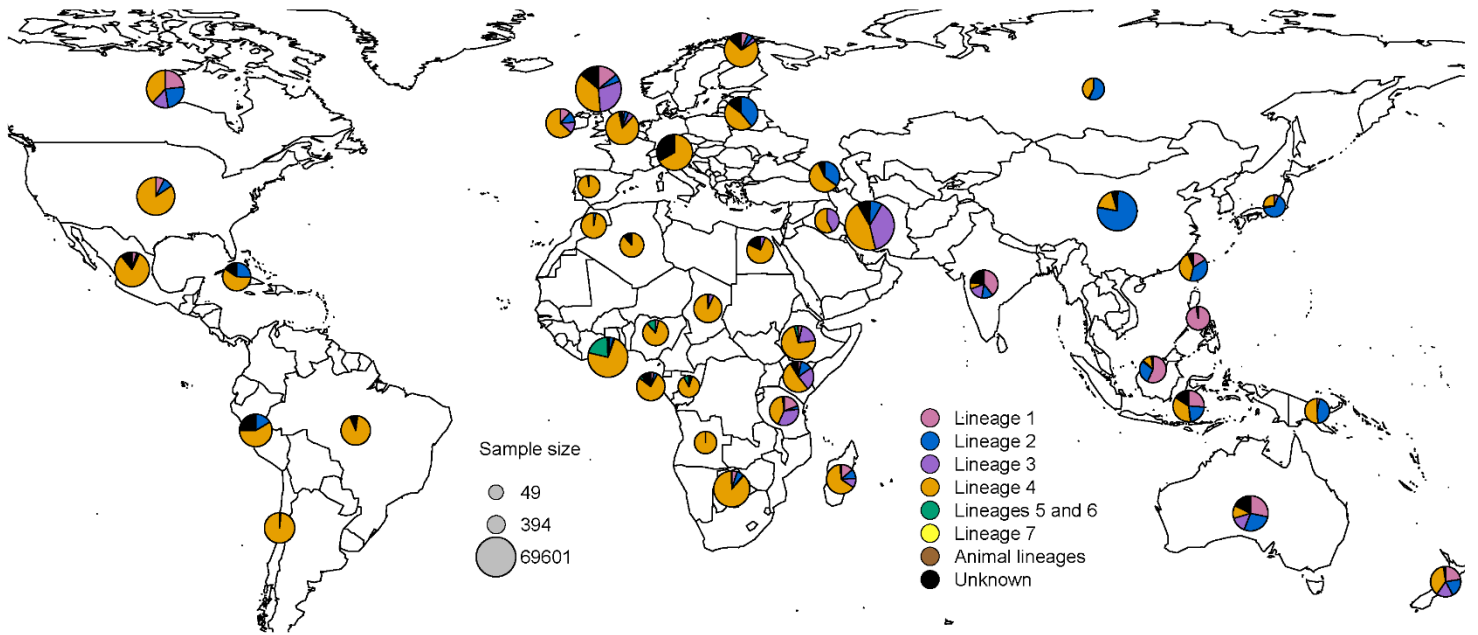 Sample size
49
394
69601
Lineage 1
Lineage 2
Lineage 3
Lineage 4
Lineages 5 and 6
Lineage 7
Animal lineages
Unknown